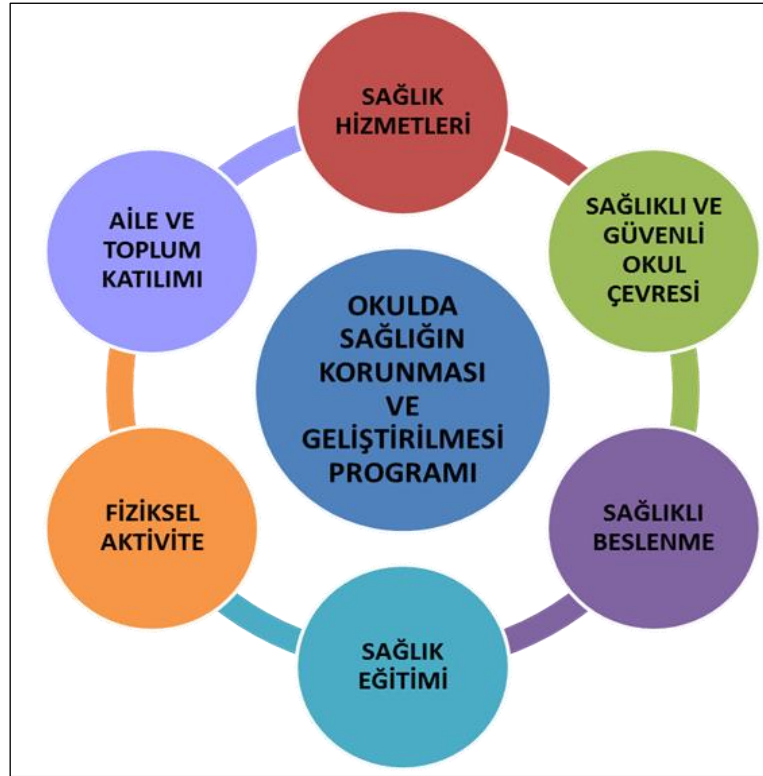 SAĞLIK
HİZMETLERİ
SAĞLIKLI VE
GÜVENLİ
OKUL
ÇEVRESİ
SAĞLIKLI
BESLENME
SAĞLIK
EĞİTİMİ
FİZİKSEL
AKTİVİTE
AİLE VE
TOPLUM
KATILIMI
OKULDA
SAĞLIĞIN
KORUNMASI
VE
GELİŞTİRİLMESİ
PROGRAMI